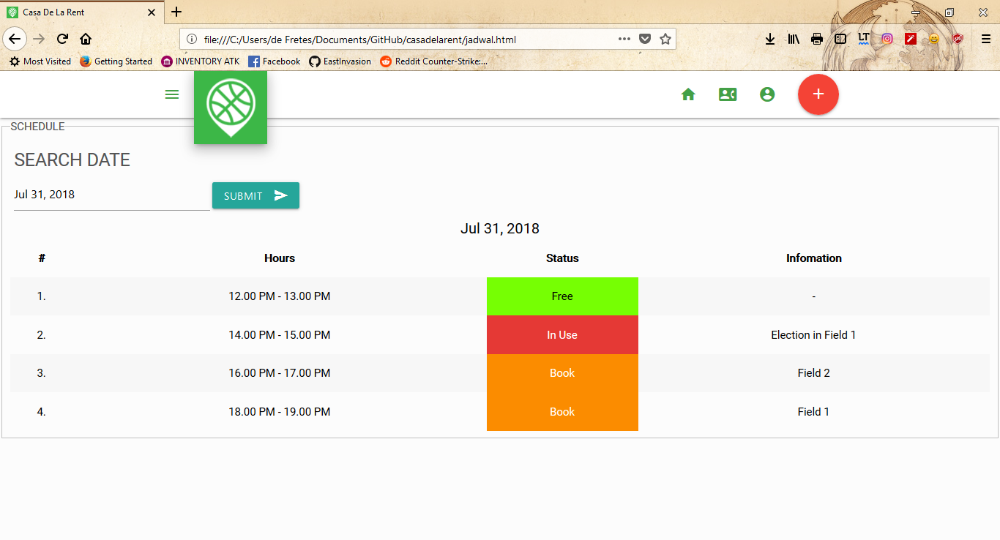 Casa De La Rent
file:///C:/Users/de Fretes/Documents/GitHub/casadelarent/jadwal.html
LT
Most Visited Getting Started INVENTORY ATK Facebook EastInvasion Reddit Counter-Strike:...
SCHEDULE
SEARCH DATE
Jul 31, 2018 SUBMIT
Jul 31, 2018
# Hours Status Infomation
1. 12.00 PM - 13.00 PM Free -
2. 14.00 PM - 15.00 PM In Use Election in Field 1
3. 16.00 PM - 17.00 PM Book Field 2
4. 18.00 PM - 19.00 PM Book Field 1